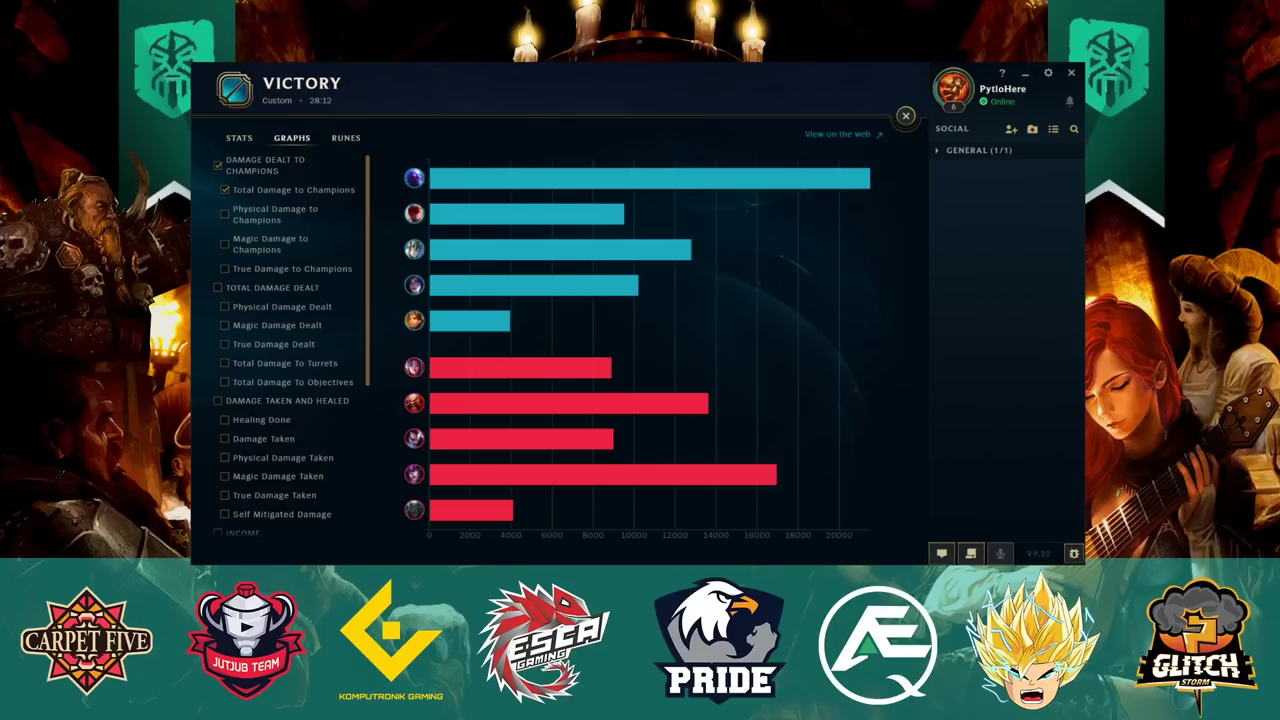 VICTORY
Custom • 28:12
STATS GRAPHS RUNES
View on the web
DAMAGE DEALT TO
CHAMPIONS
Total Damage to Champions
Physical Damage to
Champions
Magic Damage to
Champions
True Damage to Champions
TOTAL DAMAGE DEALT
Physical Damage Dealt
Magic Damage Dealt
True Damage Dealt
Total Damage To Turrets
Total Damage To Objectives
DAMAGE TAKEN AND HEALED
Healing Done
Damage Taken
Physical Damage Taken
Magic Damage Taken
True Damage Taken
Self Mitigated Damage
INCOME
0 2000 4000 6000 8000 10000 12000 14000 16000 18000 20000
?
PytloHere
6
Online
SOCIAL
GENERAL (1/1)
V9.22
CARPET FIVE
JUTJUB TEAM
KOMPUTRONIK GAMING
ESCA
GAMING
PRIDE
AEQ
GLITCH
STORM